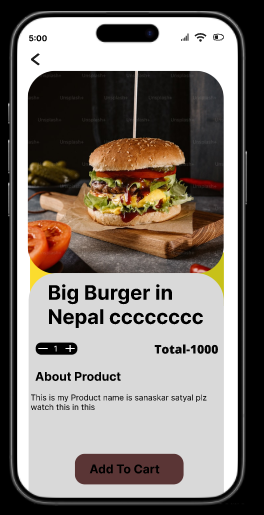 5:00
Big Burger in
Nepal cccccccc
1
Total-1000
About Product
This is my Product name is sanaskar satyal plz
watch this in this
Add To Cart